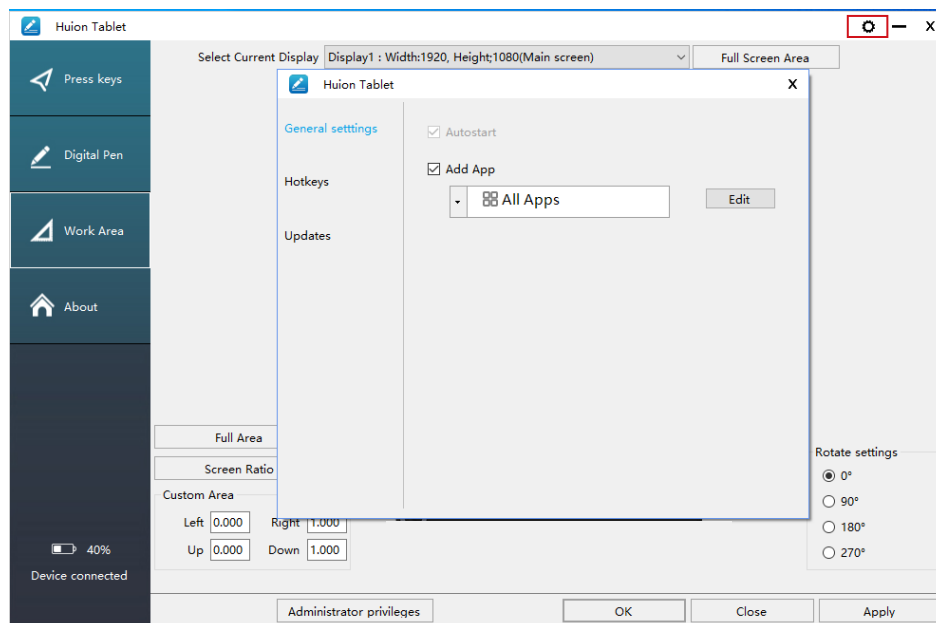 Huion Tablet
X
Press keys
Digital Pen
Work Area
About
40%
Device connected
Select Current Display Display1 : Width:1920, Height;1080(Main screen) Full Screen Area
Huion Tablet X
General setttings
Hotkeys
Updates
Autostart
Add App
All Apps
Edit
Full Area
Screen Ratio
Custom Area
Left 0.000 Right 1.000
Up 0.000 Down 1.000
Rotate settings
0°
90°
180°
270°
Administrator privileges OK Close Apply